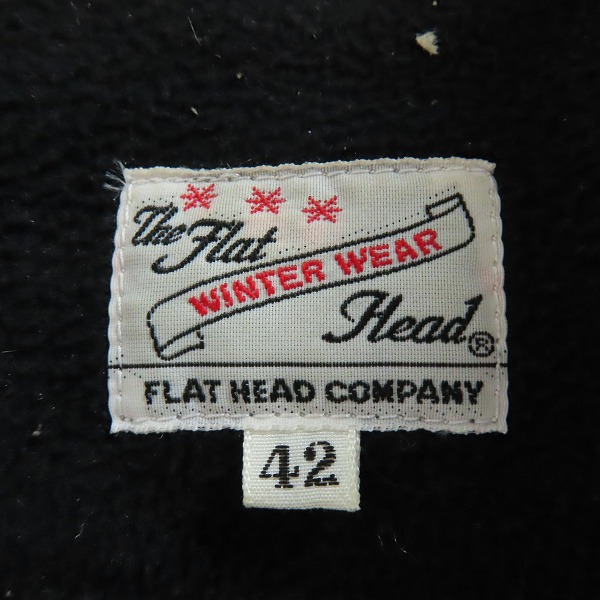 The Flat
WINTER WEAR
Head ®
FLAT HEAD COMPANY
42